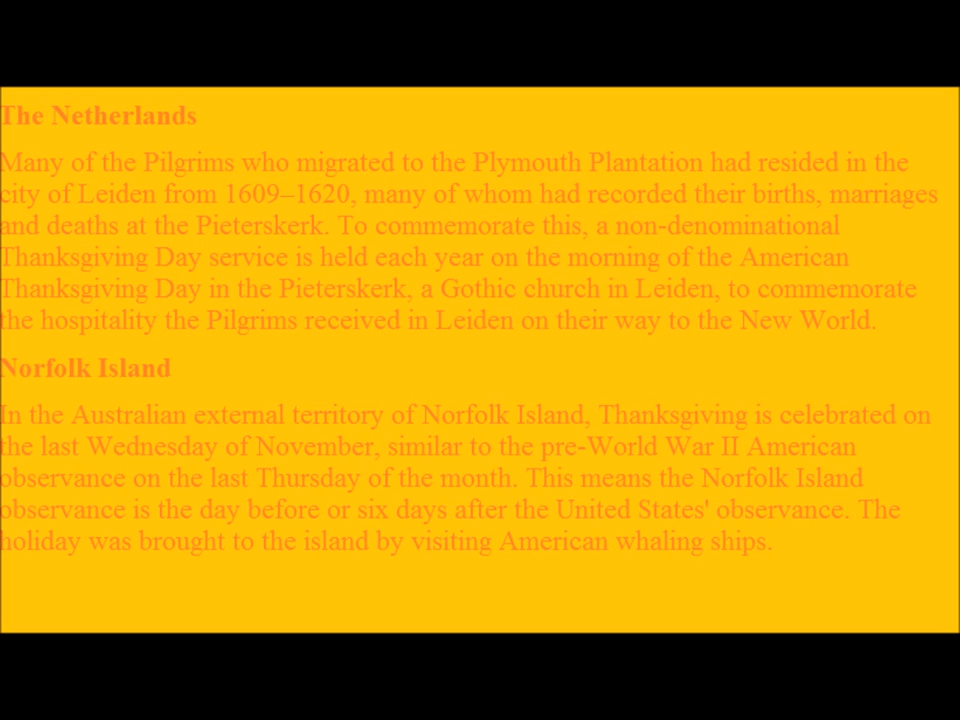 The Netherlands
Many of the Pilgrims who migrated to the Plymouth Plantation had resided in the
city of Leiden from 1609–1620, many of whom had recorded their births, marriages
and deaths at the Pieterskerk. To commemorate this, a non-denominational
Thanksgiving Day service is held each year on the morning of the American
Thanksgiving Day in the Pieterskerk, a Gothic church in Leiden, to commemorate
the hospitality the Pilgrims received in Leiden on their way to the New World.
Norfolk Island
In the Australian external territory of Norfolk Island, Thanksgiving is celebrated on
the last Wednesday of November, similar to the pre-World War II American
observance on the last Thursday of the month. This means the Norfolk Island
observance is the day before or six days after the United States' observance. The
holiday was brought to the island by visiting American whaling ships.